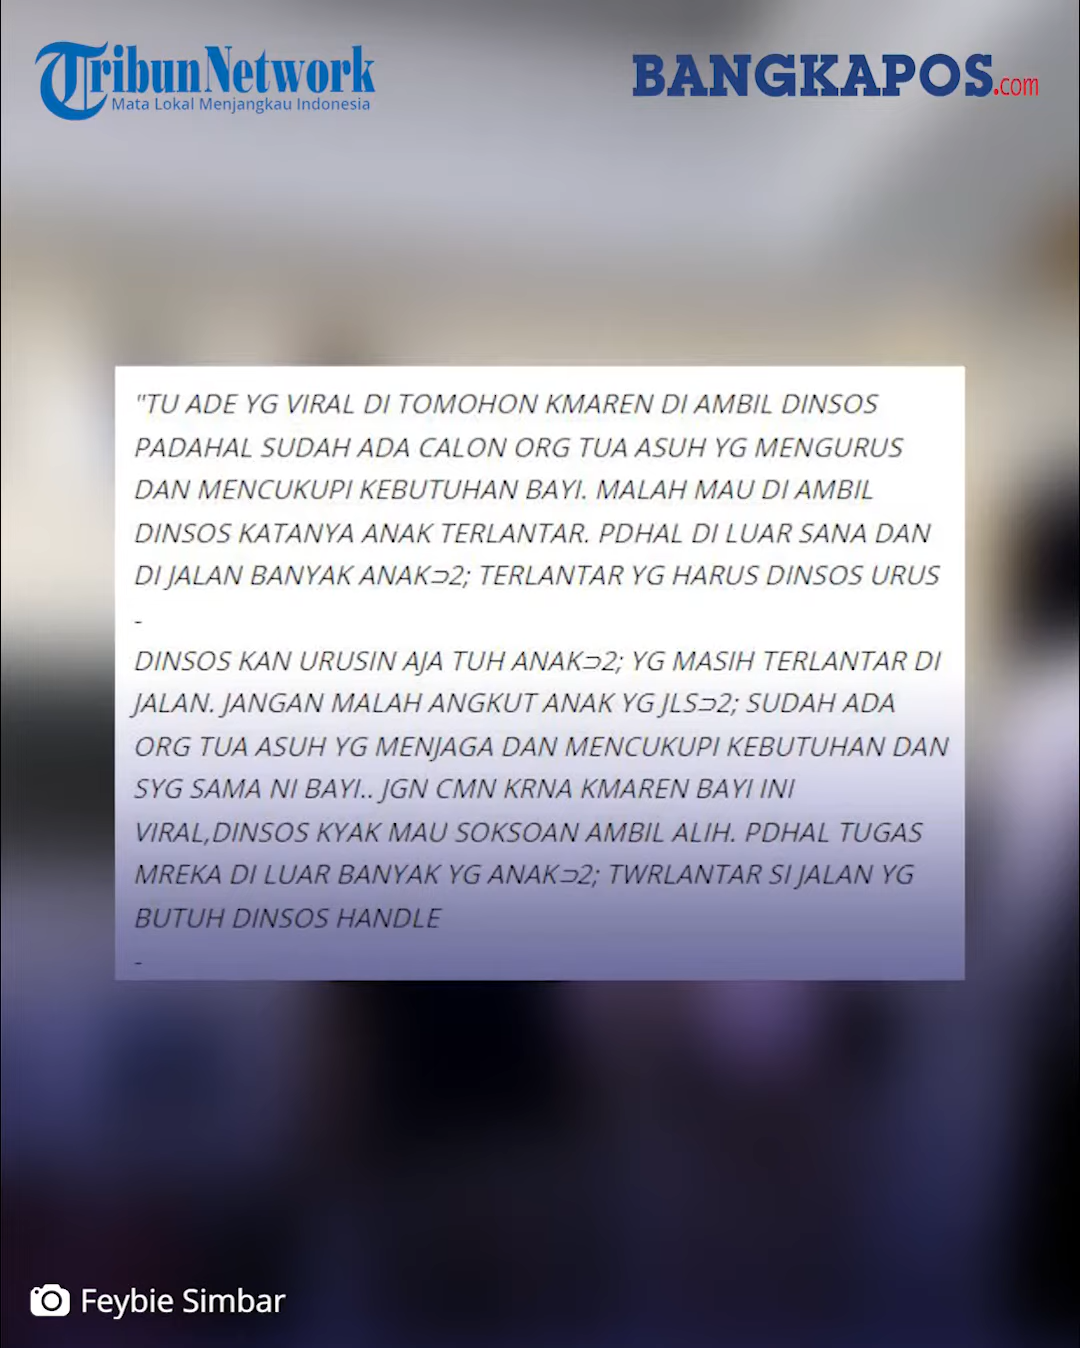 TribunNetwork
Mata Lokal Menjangkau Indonesia
BANGKAPOS.com
"TU ADE YG VIRAL DI TOMOHON KMAREN DI AMBIL DINSOS
PADAHAL SUDAH ADA CALON ORG TUA ASUH YG MENGURUS
DAN MENCUKUPI KEBUTUHAN BAYI. MALAH MAU DI AMBIL
DINSOS KATANYA ANAK TERLANTAR. PDHAL DI LUAR SANA DAN
DI JALAN BANYAK ANAK⊃2; TERLANTAR YG HARUS DINSOS URUS
-
DINSOS KAN URUSIN AJA TUH ANAK⊃2; YG MASIH TERLANTAR DI
JALAN. JANGAN MALAH ANGKUT ANAK YG JLS⊃2; SUDAH ADA
ORG TUA ASUH YG MENJAGA DAN MENCUKUPI KEBUTUHAN DAN
SYG SAMA NI BAYI.. JGN CMN KRNA KMAREN BAYI INI
VIRAL,DINSOS KYAK MAU SOKSOAN AMBIL ALIH. PDHAL TUGAS
MREKA DI LUAR BANYAK YG ANAK⊃2; TWRLANTAR SI JALAN YG
BUTUH DINSOS HANDLE
-
Feybie Simbar